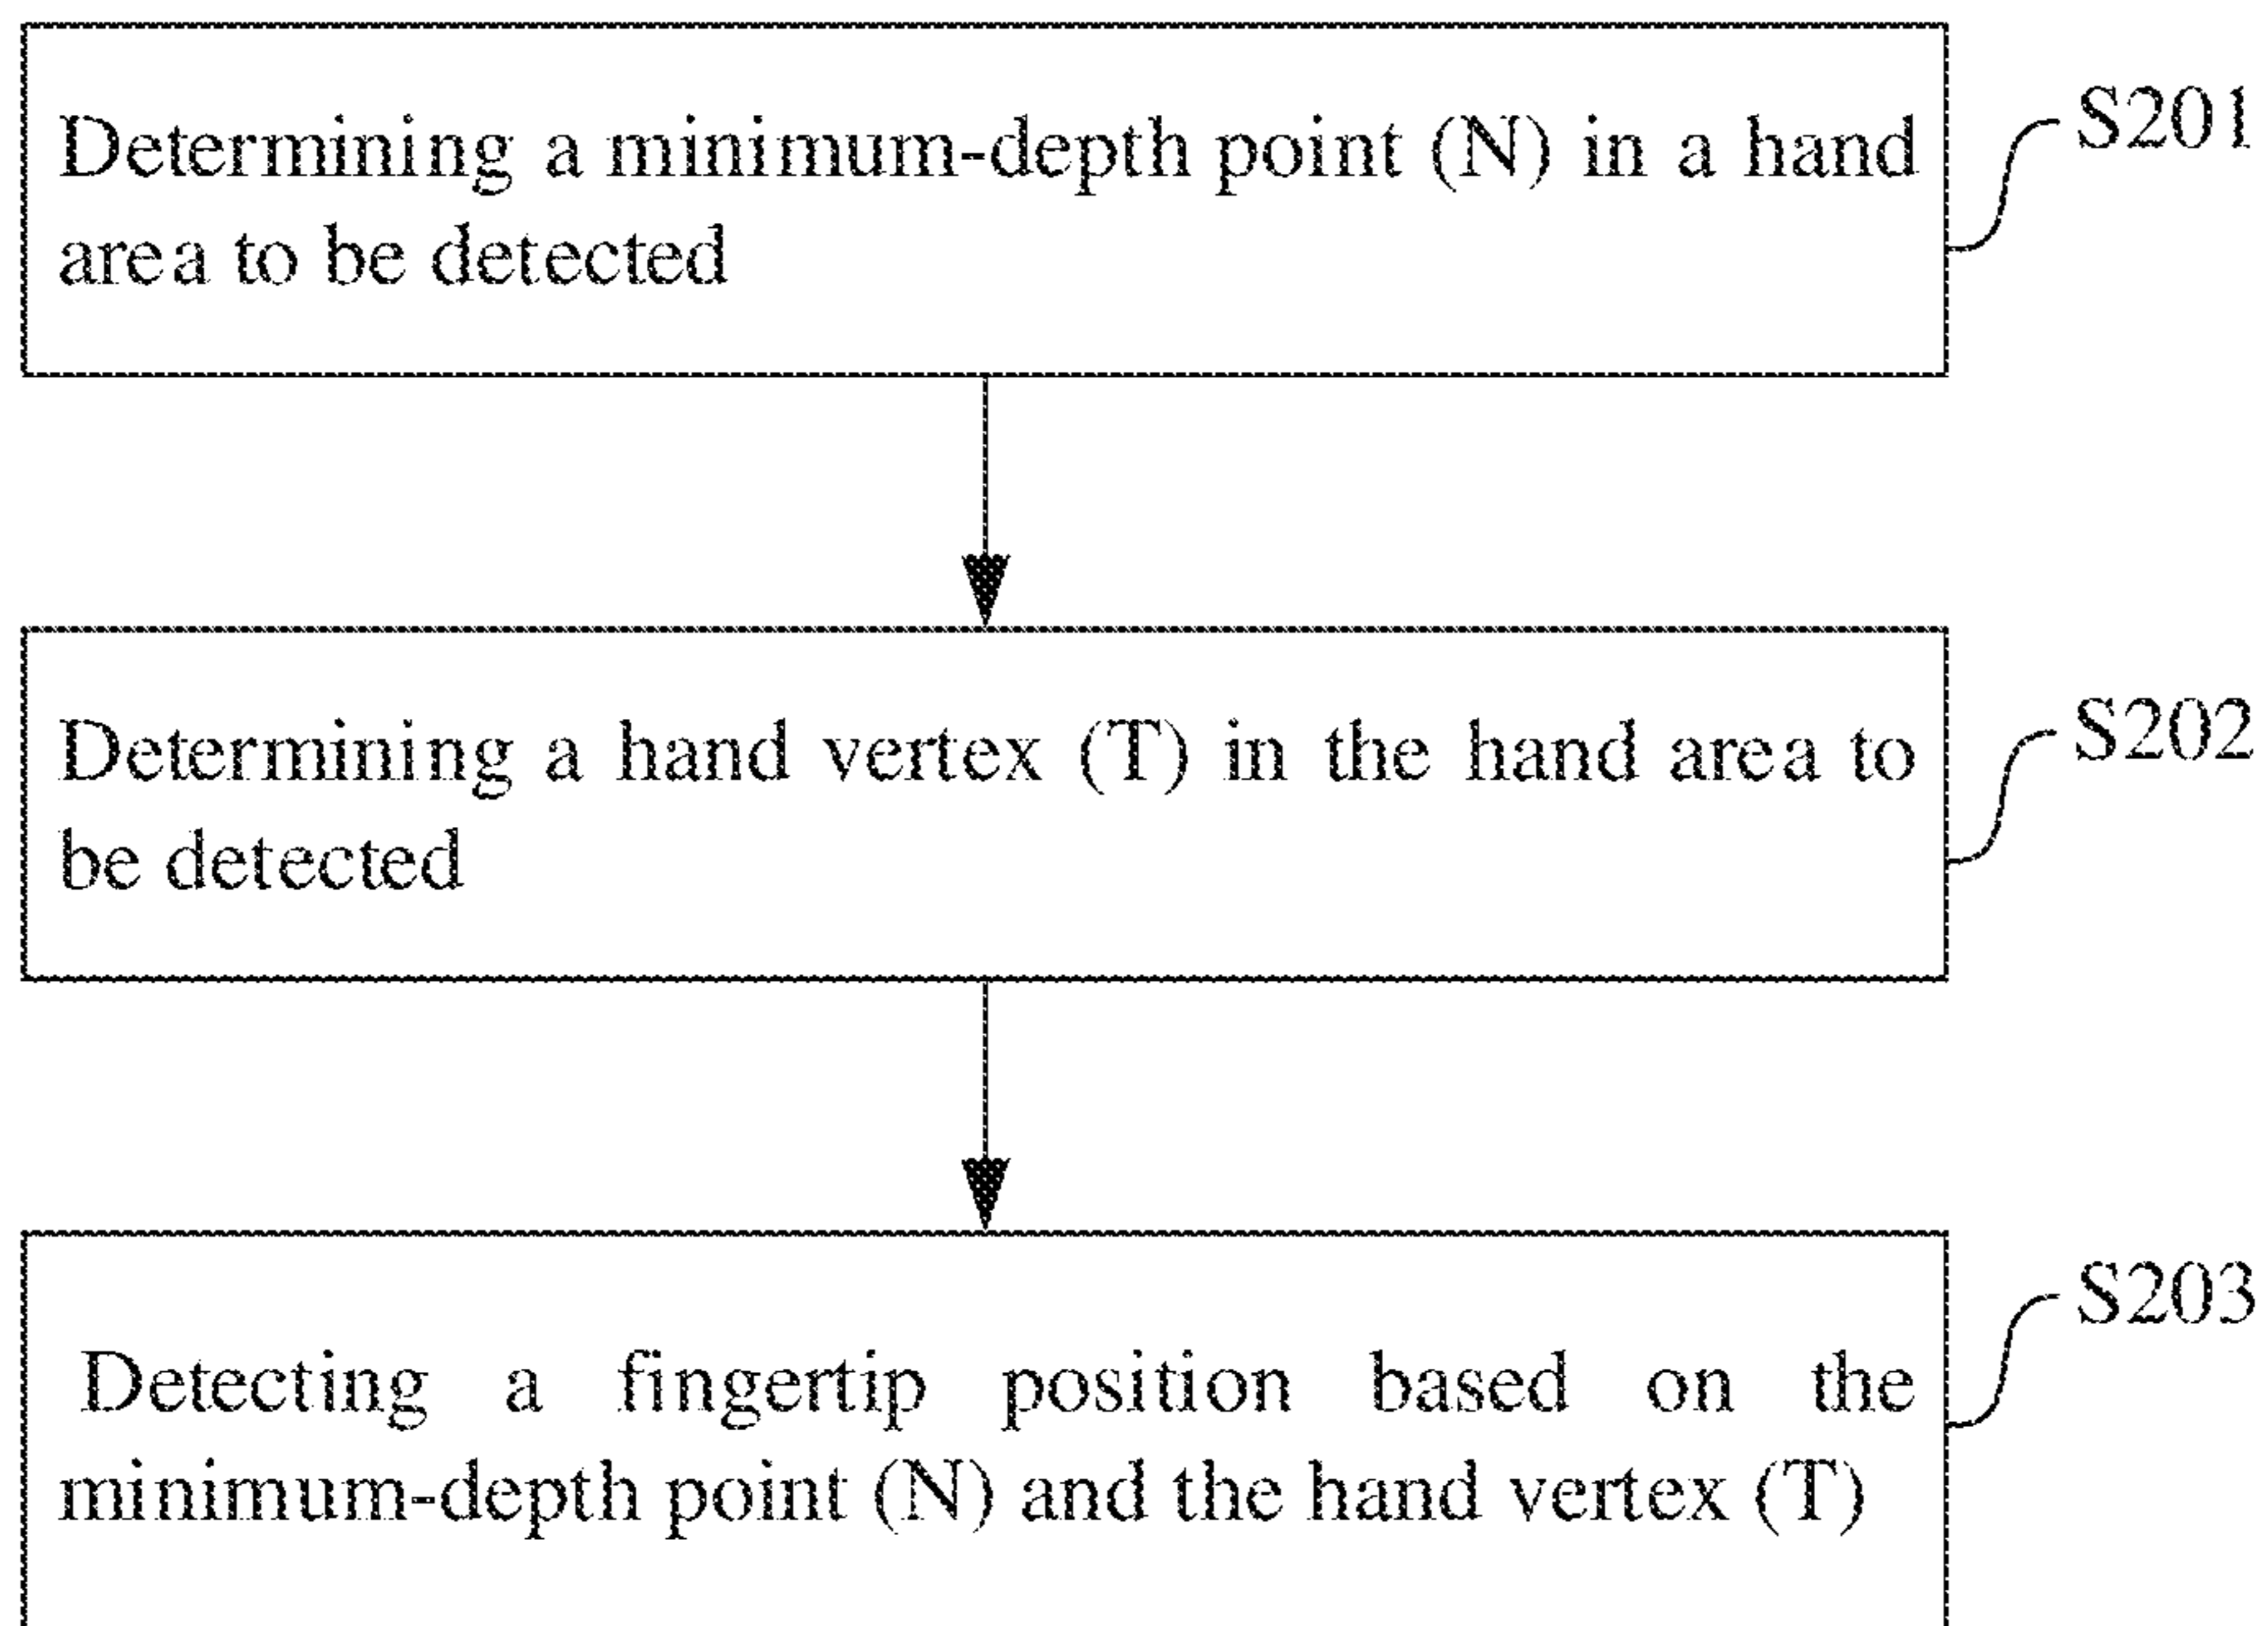 Determining a minimum-depth point (N) in a hand
area to be detected
S201
Determining a hand vertex (T) in the hand area to
be detected
S202
Detecting a fingertip position based on the
minimum-depth point (N) and the hand vertex (T)
S203